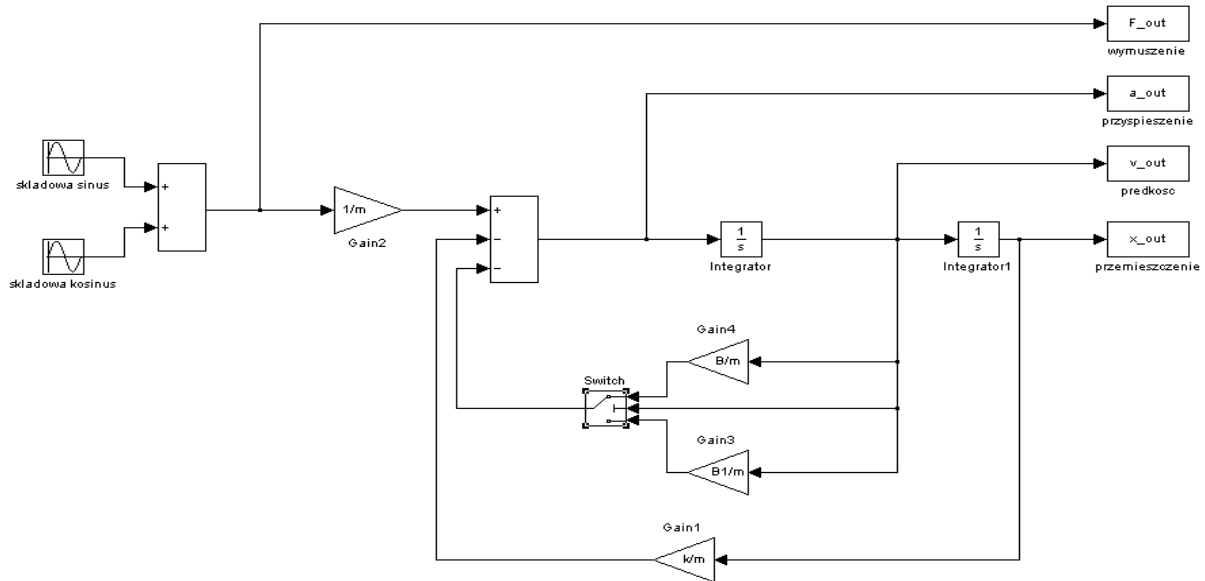 F_out
wymuszenie
a_out
przyspieszenie
skladowa sinus
+
+
v_out
predkosc
1/m
Gain2
+
−
−
1
s
Integrator
1
s
Integrator1
x_out
przemieszczenie
skladowa kosinus
Gain4
B/m
Switch
Gain3
B1/m
Gain1
k/m